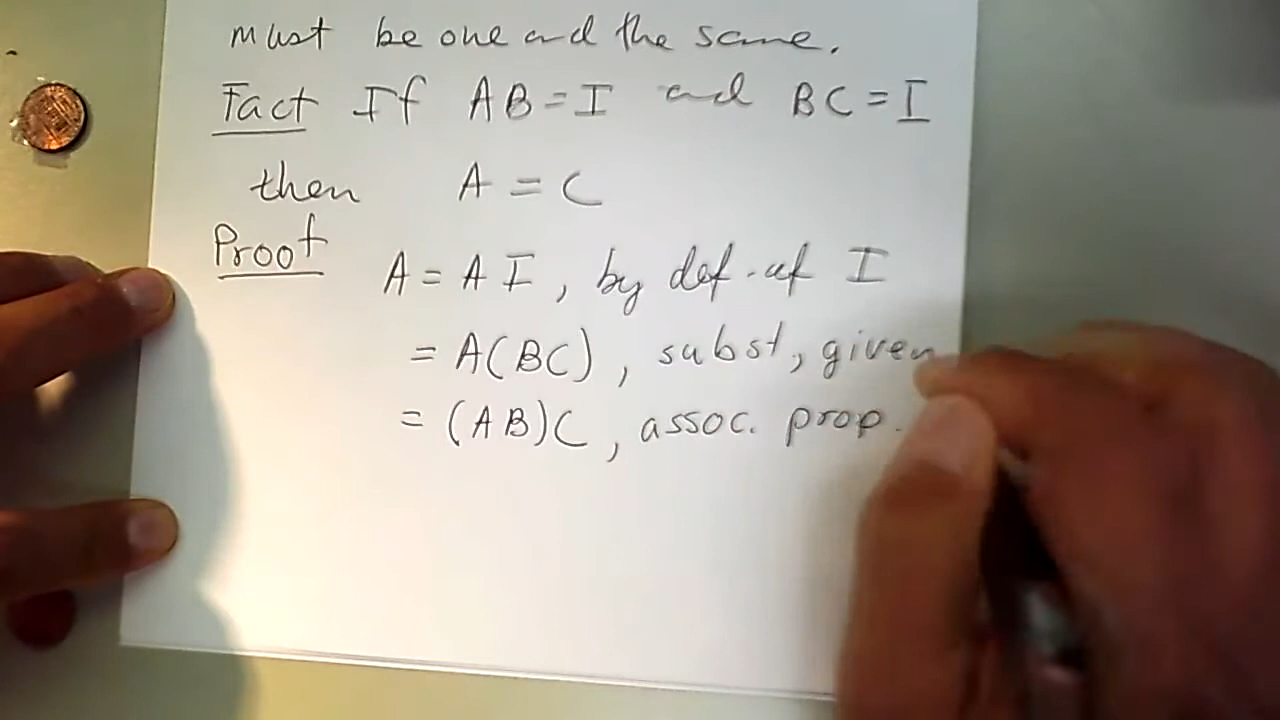 must be one and the same.
Fact If AB = I and BC = I
then A = C
Proof A = A I , by def. of I
= A(BC) , subst, given
= (AB)C , assoc. prop.